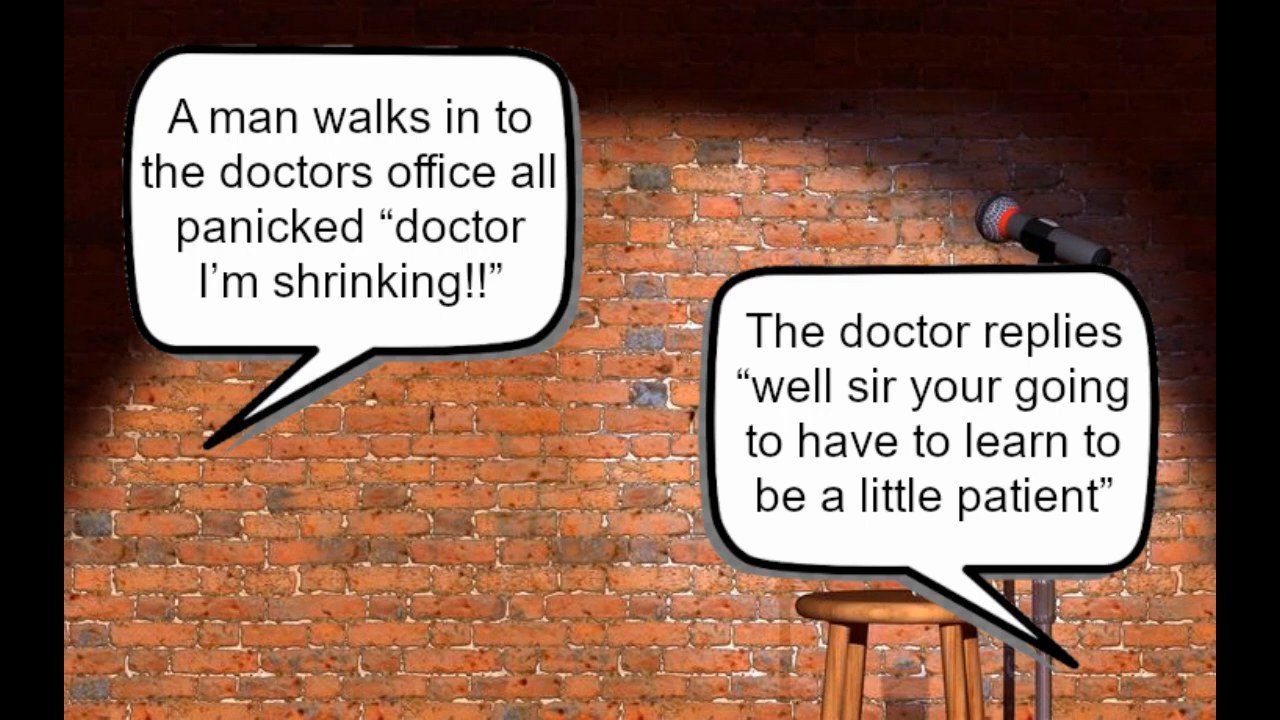 A man walks in to
the doctors office all
panicked “doctor
I’m shrinking!!”
The doctor replies
“well sir your going
to have to learn to
be a little patient”